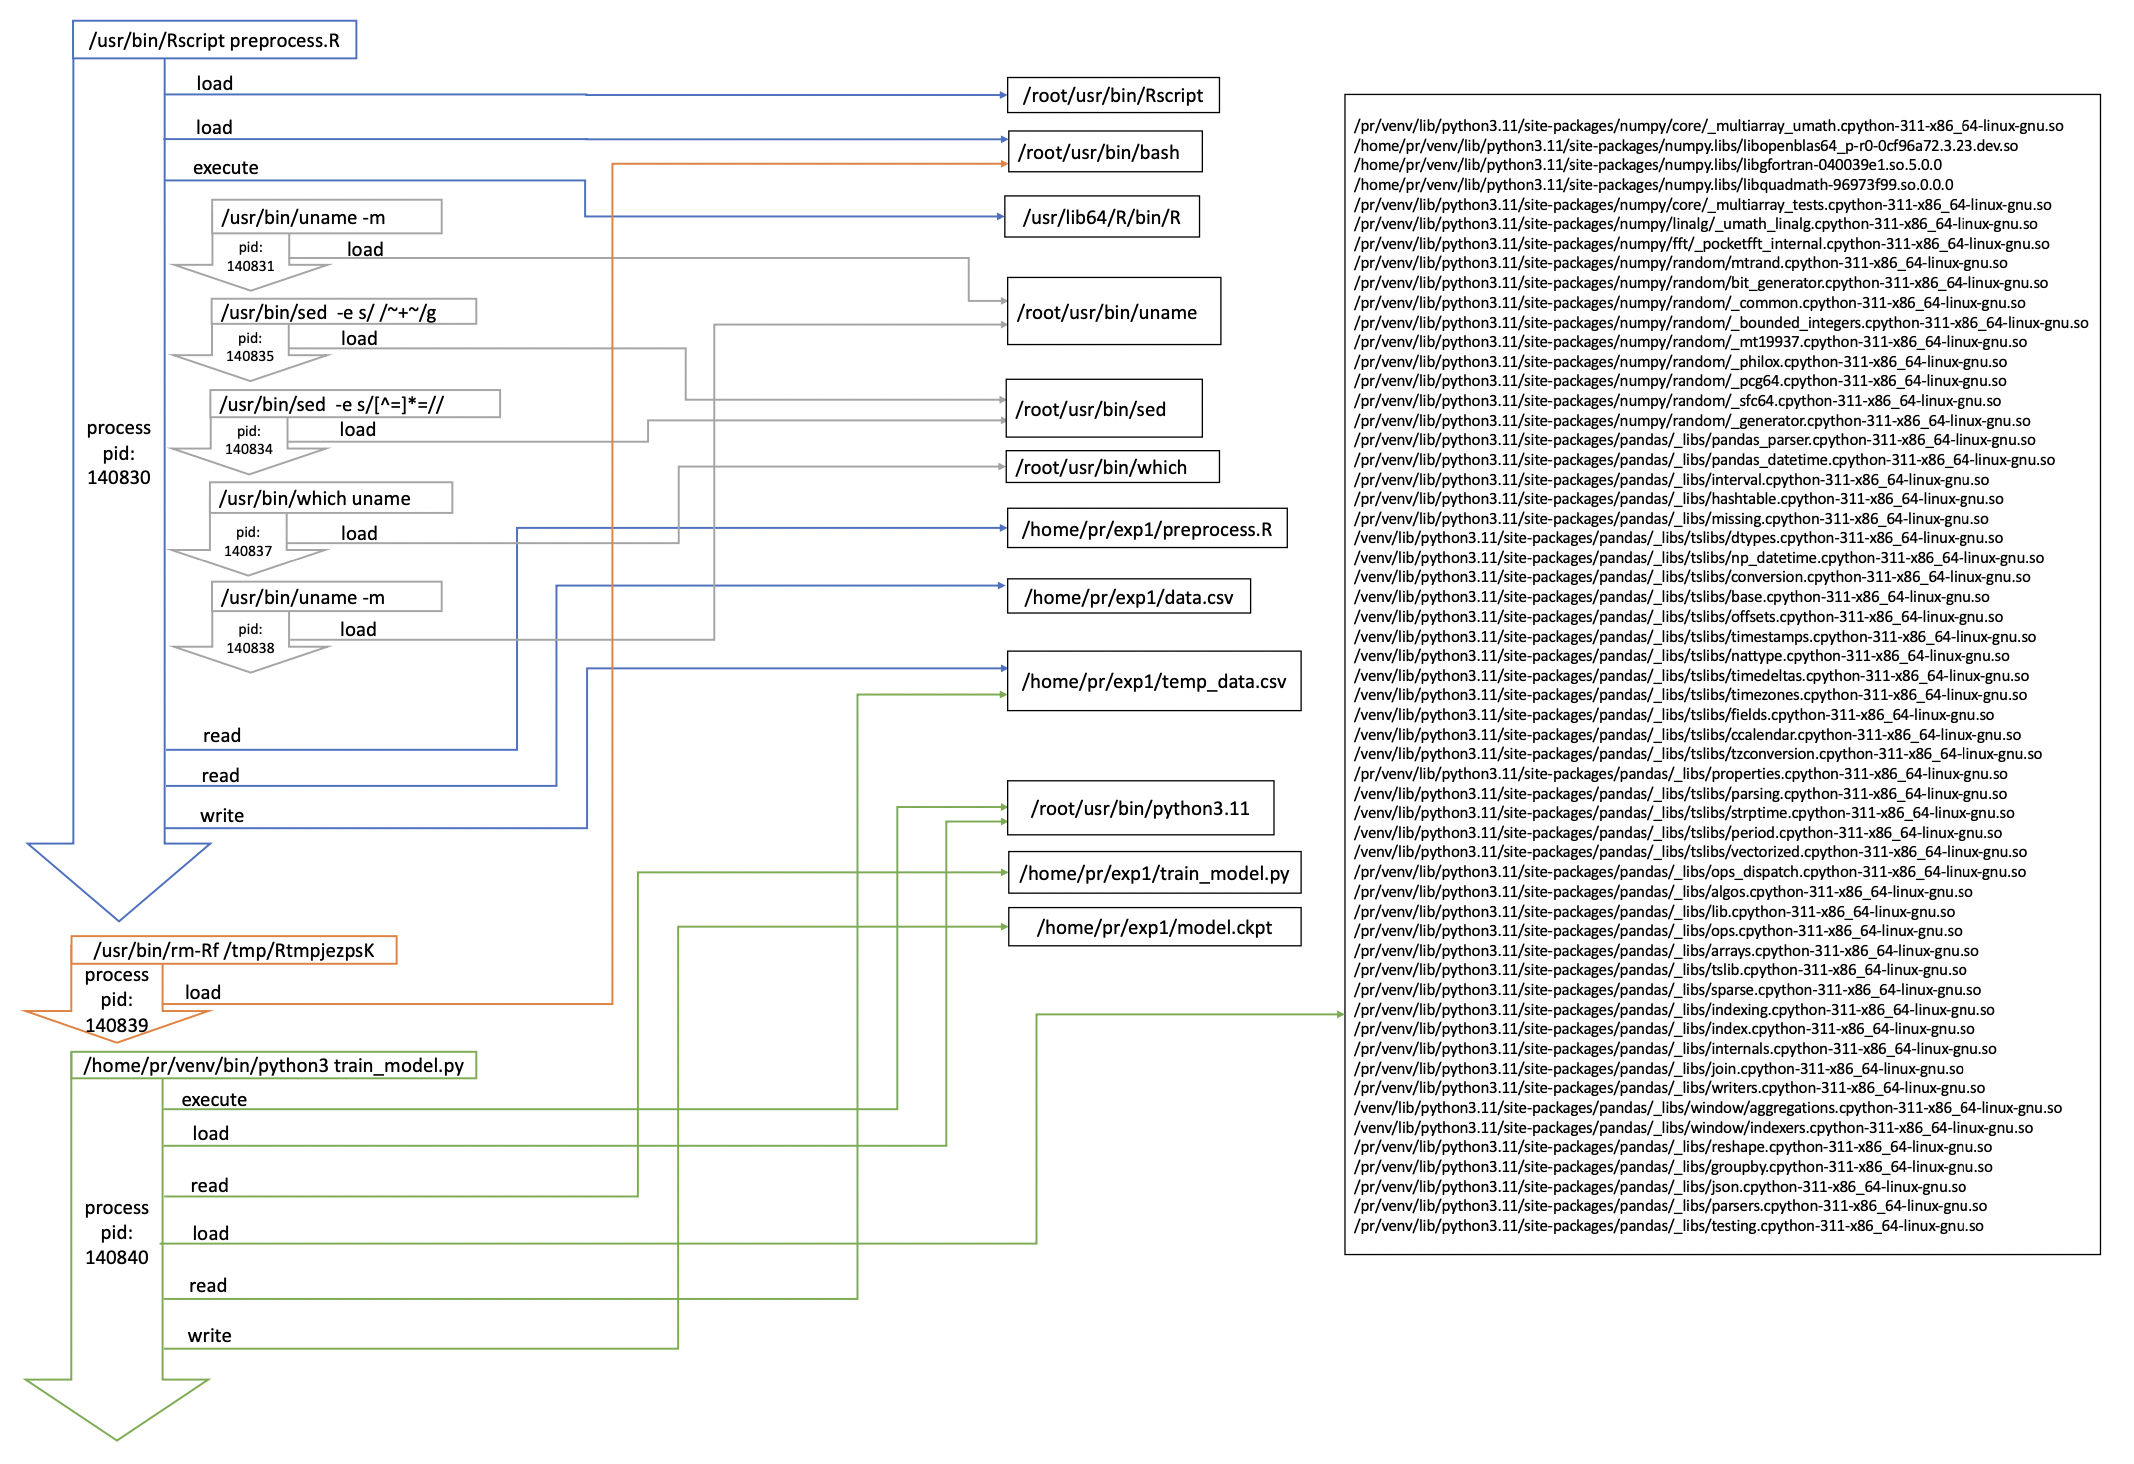 /usr/bin/Rscript preprocess.R
load
load
execute
/usr/bin/uname -m
pid:
140831
load
/usr/bin/sed  -e s/ /~+~/g
pid:
140835
load
/usr/bin/sed  -e s/[^=]*=//
pid:
140834
load
process
pid:
140830
/usr/bin/which uname
pid:
140837
load
/usr/bin/uname -m
pid:
140838
load
read
read
write
/usr/bin/rm-Rf /tmp/RtmpjezpsK
process
pid:
140839
load
/home/pr/venv/bin/python3 train_model.py
execute
load
read
process
pid:
140840
load
read
write
/root/usr/bin/Rscript
/root/usr/bin/bash
/usr/lib64/R/bin/R
/root/usr/bin/uname
/root/usr/bin/sed
/root/usr/bin/which
/home/pr/exp1/preprocess.R
/home/pr/exp1/data.csv
/home/pr/exp1/temp_data.csv
/root/usr/bin/python3.11
/home/pr/exp1/train_model.py
/home/pr/exp1/model.ckpt
/pr/venv/lib/python3.11/site-packages/numpy/core/_multiarray_umath.cpython-311-x86_64-linux-gnu.so
/home/pr/venv/lib/python3.11/site-packages/numpy.libs/libopenblas64_p-r0-0cf96a72.3.23.dev.so
/home/pr/venv/lib/python3.11/site-packages/numpy.libs/libgfortran-040039e1.so.5.0.0
/home/pr/venv/lib/python3.11/site-packages/numpy.libs/libquadmath-96973f99.so.0.0.0
/pr/venv/lib/python3.11/site-packages/numpy/core/_multiarray_tests.cpython-311-x86_64-linux-gnu.so
/pr/venv/lib/python3.11/site-packages/numpy/linalg/_umath_linalg.cpython-311-x86_64-linux-gnu.so
/pr/venv/lib/python3.11/site-packages/numpy/fft/_pocketfft_internal.cpython-311-x86_64-linux-gnu.so
/pr/venv/lib/python3.11/site-packages/numpy/random/mtrand.cpython-311-x86_64-linux-gnu.so
/pr/venv/lib/python3.11/site-packages/numpy/random/bit_generator.cpython-311-x86_64-linux-gnu.so
/pr/venv/lib/python3.11/site-packages/numpy/random/_common.cpython-311-x86_64-linux-gnu.so
/pr/venv/lib/python3.11/site-packages/numpy/random/_bounded_integers.cpython-311-x86_64-linux-gnu.so
/pr/venv/lib/python3.11/site-packages/numpy/random/_mt19937.cpython-311-x86_64-linux-gnu.so
/pr/venv/lib/python3.11/site-packages/numpy/random/_philox.cpython-311-x86_64-linux-gnu.so
/pr/venv/lib/python3.11/site-packages/numpy/random/_pcg64.cpython-311-x86_64-linux-gnu.so
/pr/venv/lib/python3.11/site-packages/numpy/random/_sfc64.cpython-311-x86_64-linux-gnu.so
/pr/venv/lib/python3.11/site-packages/numpy/random/_generator.cpython-311-x86_64-linux-gnu.so
/pr/venv/lib/python3.11/site-packages/pandas/_libs/pandas_parser.cpython-311-x86_64-linux-gnu.so
/pr/venv/lib/python3.11/site-packages/pandas/_libs/pandas_datetime.cpython-311-x86_64-linux-gnu.so
/pr/venv/lib/python3.11/site-packages/pandas/_libs/interval.cpython-311-x86_64-linux-gnu.so
/pr/venv/lib/python3.11/site-packages/pandas/_libs/hashtable.cpython-311-x86_64-linux-gnu.so
/pr/venv/lib/python3.11/site-packages/pandas/_libs/missing.cpython-311-x86_64-linux-gnu.so
/venv/lib/python3.11/site-packages/pandas/_libs/tslibs/dtypes.cpython-311-x86_64-linux-gnu.so
/venv/lib/python3.11/site-packages/pandas/_libs/tslibs/np_datetime.cpython-311-x86_64-linux-gnu.so
/venv/lib/python3.11/site-packages/pandas/_libs/tslibs/conversion.cpython-311-x86_64-linux-gnu.so
/venv/lib/python3.11/site-packages/pandas/_libs/tslibs/base.cpython-311-x86_64-linux-gnu.so
/venv/lib/python3.11/site-packages/pandas/_libs/tslibs/offsets.cpython-311-x86_64-linux-gnu.so
/venv/lib/python3.11/site-packages/pandas/_libs/tslibs/timestamps.cpython-311-x86_64-linux-gnu.so
/venv/lib/python3.11/site-packages/pandas/_libs/tslibs/nattype.cpython-311-x86_64-linux-gnu.so
/venv/lib/python3.11/site-packages/pandas/_libs/tslibs/timedeltas.cpython-311-x86_64-linux-gnu.so
/venv/lib/python3.11/site-packages/pandas/_libs/tslibs/timezones.cpython-311-x86_64-linux-gnu.so
/venv/lib/python3.11/site-packages/pandas/_libs/tslibs/fields.cpython-311-x86_64-linux-gnu.so
/venv/lib/python3.11/site-packages/pandas/_libs/tslibs/ccalendar.cpython-311-x86_64-linux-gnu.so
/venv/lib/python3.11/site-packages/pandas/_libs/tslibs/tzconversion.cpython-311-x86_64-linux-gnu.so
/pr/venv/lib/python3.11/site-packages/pandas/_libs/properties.cpython-311-x86_64-linux-gnu.so
/venv/lib/python3.11/site-packages/pandas/_libs/tslibs/parsing.cpython-311-x86_64-linux-gnu.so
/venv/lib/python3.11/site-packages/pandas/_libs/tslibs/strptime.cpython-311-x86_64-linux-gnu.so
/venv/lib/python3.11/site-packages/pandas/_libs/tslibs/period.cpython-311-x86_64-linux-gnu.so
/venv/lib/python3.11/site-packages/pandas/_libs/tslibs/vectorized.cpython-311-x86_64-linux-gnu.so
/pr/venv/lib/python3.11/site-packages/pandas/_libs/ops_dispatch.cpython-311-x86_64-linux-gnu.so
/pr/venv/lib/python3.11/site-packages/pandas/_libs/algos.cpython-311-x86_64-linux-gnu.so
/pr/venv/lib/python3.11/site-packages/pandas/_libs/lib.cpython-311-x86_64-linux-gnu.so
/pr/venv/lib/python3.11/site-packages/pandas/_libs/ops.cpython-311-x86_64-linux-gnu.so
/pr/venv/lib/python3.11/site-packages/pandas/_libs/arrays.cpython-311-x86_64-linux-gnu.so
/pr/venv/lib/python3.11/site-packages/pandas/_libs/tslib.cpython-311-x86_64-linux-gnu.so
/pr/venv/lib/python3.11/site-packages/pandas/_libs/sparse.cpython-311-x86_64-linux-gnu.so
/pr/venv/lib/python3.11/site-packages/pandas/_libs/indexing.cpython-311-x86_64-linux-gnu.so
/pr/venv/lib/python3.11/site-packages/pandas/_libs/index.cpython-311-x86_64-linux-gnu.so
/pr/venv/lib/python3.11/site-packages/pandas/_libs/internals.cpython-311-x86_64-linux-gnu.so
/pr/venv/lib/python3.11/site-packages/pandas/_libs/join.cpython-311-x86_64-linux-gnu.so
/pr/venv/lib/python3.11/site-packages/pandas/_libs/writers.cpython-311-x86_64-linux-gnu.so
/venv/lib/python3.11/site-packages/pandas/_libs/window/aggregations.cpython-311-x86_64-linux-gnu.so
/venv/lib/python3.11/site-packages/pandas/_libs/window/indexers.cpython-311-x86_64-linux-gnu.so
/pr/venv/lib/python3.11/site-packages/pandas/_libs/reshape.cpython-311-x86_64-linux-gnu.so
/pr/venv/lib/python3.11/site-packages/pandas/_libs/groupby.cpython-311-x86_64-linux-gnu.so
/pr/venv/lib/python3.11/site-packages/pandas/_libs/json.cpython-311-x86_64-linux-gnu.so
/pr/venv/lib/python3.11/site-packages/pandas/_libs/parsers.cpython-311-x86_64-linux-gnu.so
/pr/venv/lib/python3.11/site-packages/pandas/_libs/testing.cpython-311-x86_64-linux-gnu.so